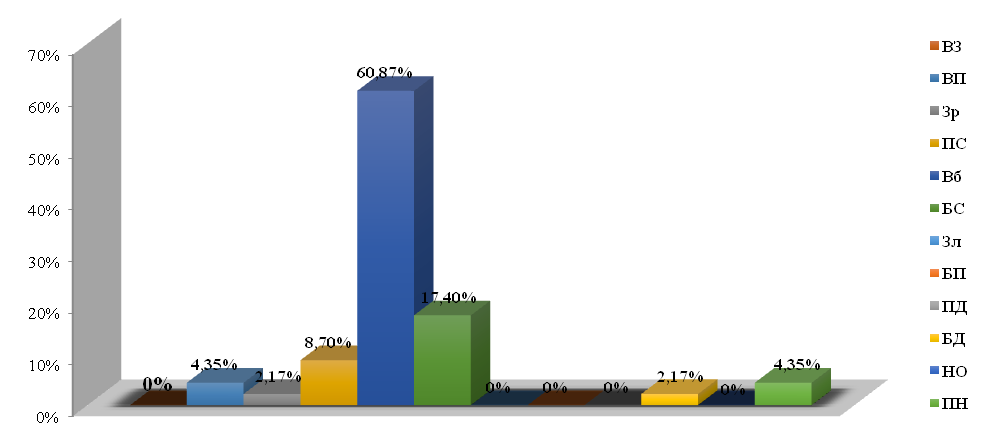 70%
60%
50%
40%
30%
20%
10%
0%
0%
4,35%
2,17%
8,70%
60,87%
17,40%
0%
0%
0%
2,17%
0%
4,35%
ВЗ
ВП
Зр
ПС
Вб
БС
Зл
БП
ПД
БД
НО
ПН